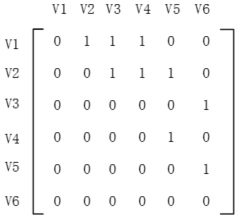 V1 V2 V3 V4 V5 V6
V1 0 1 1 1 0 0
V2 0 0 1 1 1 0
V3 0 0 0 0 0 1
V4 0 0 0 0 1 0
V5 0 0 0 0 0 1
V6 0 0 0 0 0 0